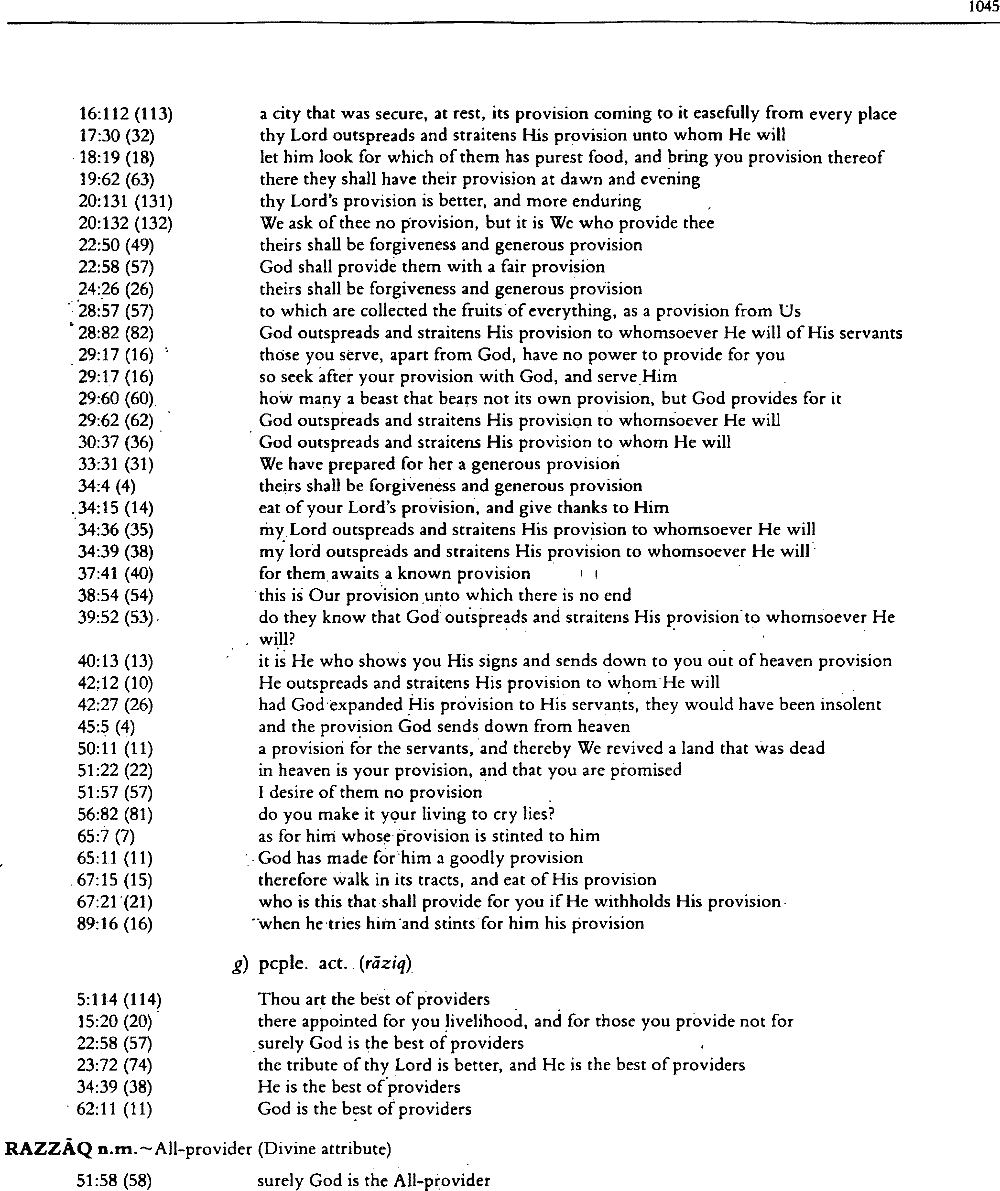 1045
16:112 (113) a city that was secure, at rest, its provision coming to it easefully from every place
17:30 (32) thy Lord outspreads and straitens His provision unto whom He will
18:19 (18) let him look for which of them has purest food, and bring you provision thereof
19:62 (63) there they shall have their provision at dawn and evening
20:131 (131) thy Lord's provision is better, and more enduring
20:132 (132) We ask of thee no provision, but it is We who provide thee
22:50 (49) theirs shall be forgiveness and generous provision
22:58 (57) God shall provide them with a fair provision
24:26 (26) theirs shall be forgiveness and generous provision
28:57 (57) to which are collected the fruits of everything, as a provision from Us
28:82 (82) God outspreads and straitens His provision to whomsoever He will of His servants
29:17 (16) those you serve, apart from God, have no power to provide for you
29:17 (16) so seek after your provision with God, and serve Him
29:60 (60) how many a beast that bears not its own provision, but God provides for it
29:62 (62) God outspreads and straitens His provision to whomsoever He will
30:37 (36) God outspreads and straitens His provision to whom He will
33:31 (31) We have prepared for her a generous provision
34:4 (4) theirs shall be forgiveness and generous provision
34:15 (14) eat of your Lord's provision, and give thanks to Him
34:36 (35) my Lord outspreads and straitens His provision to whomsoever He will
34:39 (38) my lord outspreads and straitens His provision to whomsoever He will
37:41 (40) for them awaits a known provision
38:54 (54) this is Our provision unto which there is no end
39:52 (53) do they know that God outspreads and straitens His provision to whomsoever He
will?
40:13 (13) it is He who shows you His signs and sends down to you out of heaven provision
42:12 (10) He outspreads and straitens His provision to whom He will
42:27 (26) had God expanded His provision to His servants, they would have been insolent
45:5 (4) and the provision God sends down from heaven
50:11 (11) a provision for the servants, and thereby We revived a land that was dead
51:22 (22) in heaven is your provision, and that you are promised
51:57 (57) I desire of them no provision
56:82 (81) do you make it your living to cry lies?
65:7 (7) as for him whose provision is stinted to him
65:11 (11) God has made for him a goodly provision
67:15 (15) therefore walk in its tracts, and eat of His provision
67:21 (21) who is this that shall provide for you if He withholds His provision
89:16 (16) when he tries him and stints for him his provision
g) pcple. act. (rāziq)
5:114 (114) Thou art the best of providers
15:20 (20) there appointed for you livelihood, and for those you provide not for
22:58 (57) surely God is the best of providers
23:72 (74) the tribute of thy Lord is better, and He is the best of providers
34:39 (38) He is the best of providers
62:11 (11) God is the best of providers
RAZZĀQ n.m.~All-provider (Divine attribute)
51:58 (58) surely God is the All-provider